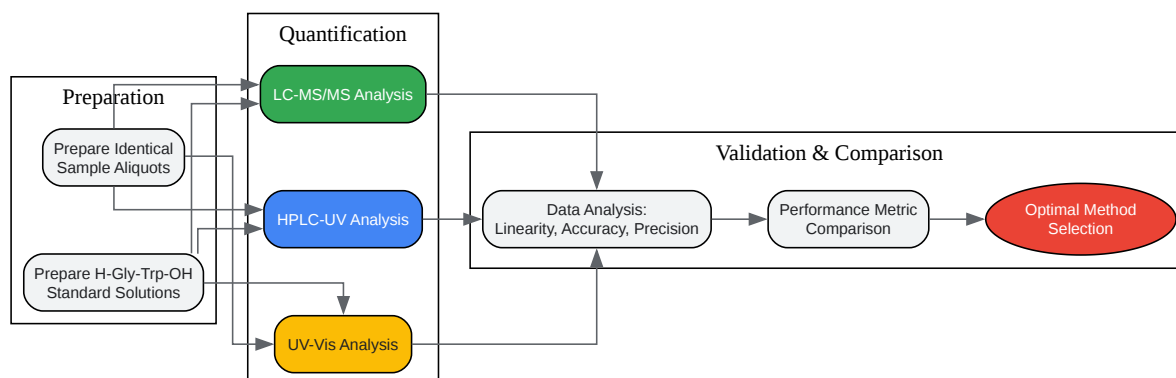 Preparation
Prepare Identical
Sample Aliquots
Prepare H-Gly-Trp-OH
Standard Solutions
Quantification
LC-MS/MS Analysis
HPLC-UV Analysis
UV-Vis Analysis
Validation & Comparison
Data Analysis:
Linearity, Accuracy, Precision
Performance Metric
Comparison
Optimal Method
Selection